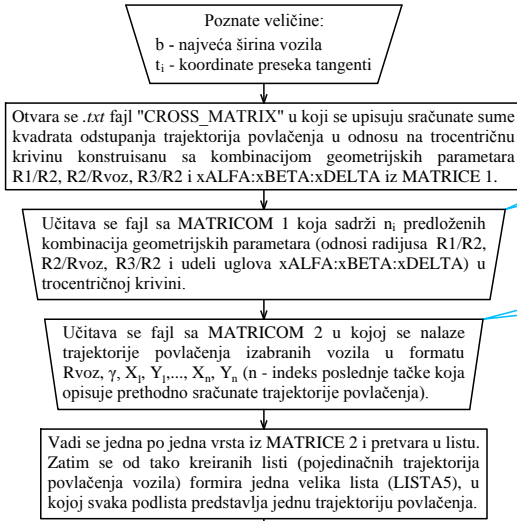 Poznate veličine:
b - najveća širina vozila
ti - koordinate preseka tangenti
Otvara se .txt fajl "CROSS_MATRIX" u koji se upisuju sračunate sume
kvadrata odstupanja trajektorija povlačenja u odnosu na trocentričnu
krivinu konstruisanu sa kombinacijom geometrijskih parametara
R1/R2, R2/Rvoz, R3/R2 i xALFA:xBETA:xDELTA iz MATRICE 1.
Učitava se fajl sa MATRICOM 1 koja sadrži ni predloženih
kombinacija geometrijskih parametara (odnosi radijusa R1/R2,
R2/Rvoz, R3/R2 i udeli uglova xALFA:xBETA:xDELTA) u
trocentričnoj krivini.
Učitava se fajl sa MATRICOM 2 u kojoj se nalaze
trajektorije povlačenja izabranih vozila u formatu
Rvoz, γ, X1, Y1,..., Xn, Yn (n - indeks poslednje tačke koja
opisuje prethodno sračunate trajektorije povlačenja).
Vadi se jedna po jedna vrsta iz MATRICE 2 i pretvara u listu.
Zatim se od tako kreiranih listi (pojedinačnih trajektorija
povlačenja vozila) formira jedna velika lista (LISTA5), u
kojoj svaka podlista predstavlja jednu trajektoriju povlačenja.